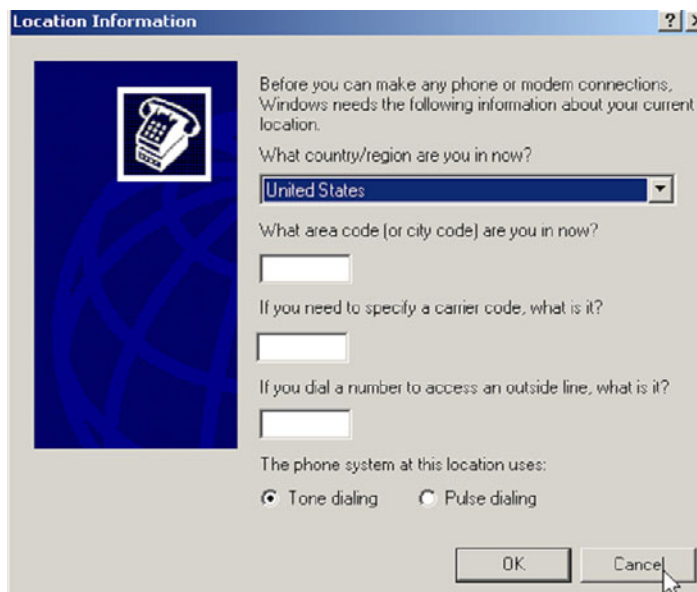 Location Information
Before you can make any phone or modem connections,
Windows needs the following information about your current
location.
What country/region are you in now?
United States
What area code (or city code) are you in now?
If you need to specify a carrier code, what is it?
If you dial a number to access an outside line, what is it?
The phone system at this location uses:
Tone dialing Pulse dialing
OK Cancel